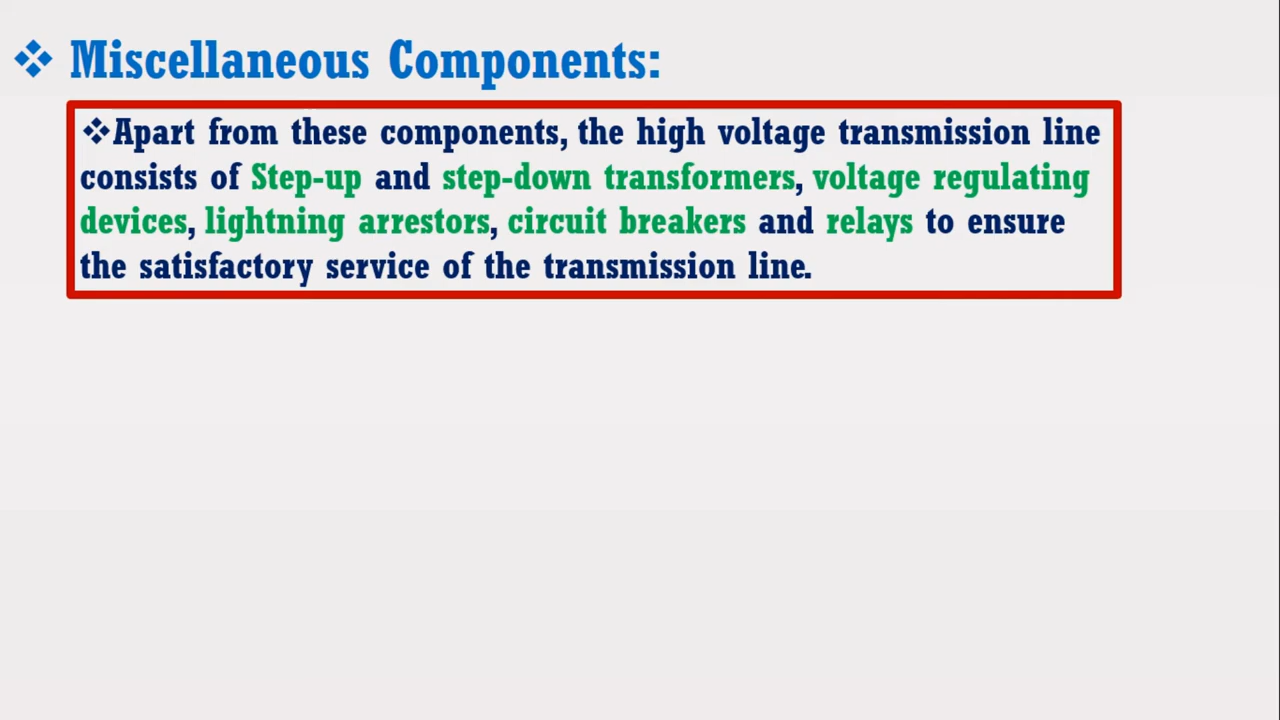 ❖ Miscellaneous Components:
❖Apart from these components, the high voltage transmission line
consists of Step-up and step-down transformers, voltage regulating
devices, lightning arrestors, circuit breakers and relays to ensure
the satisfactory service of the transmission line.